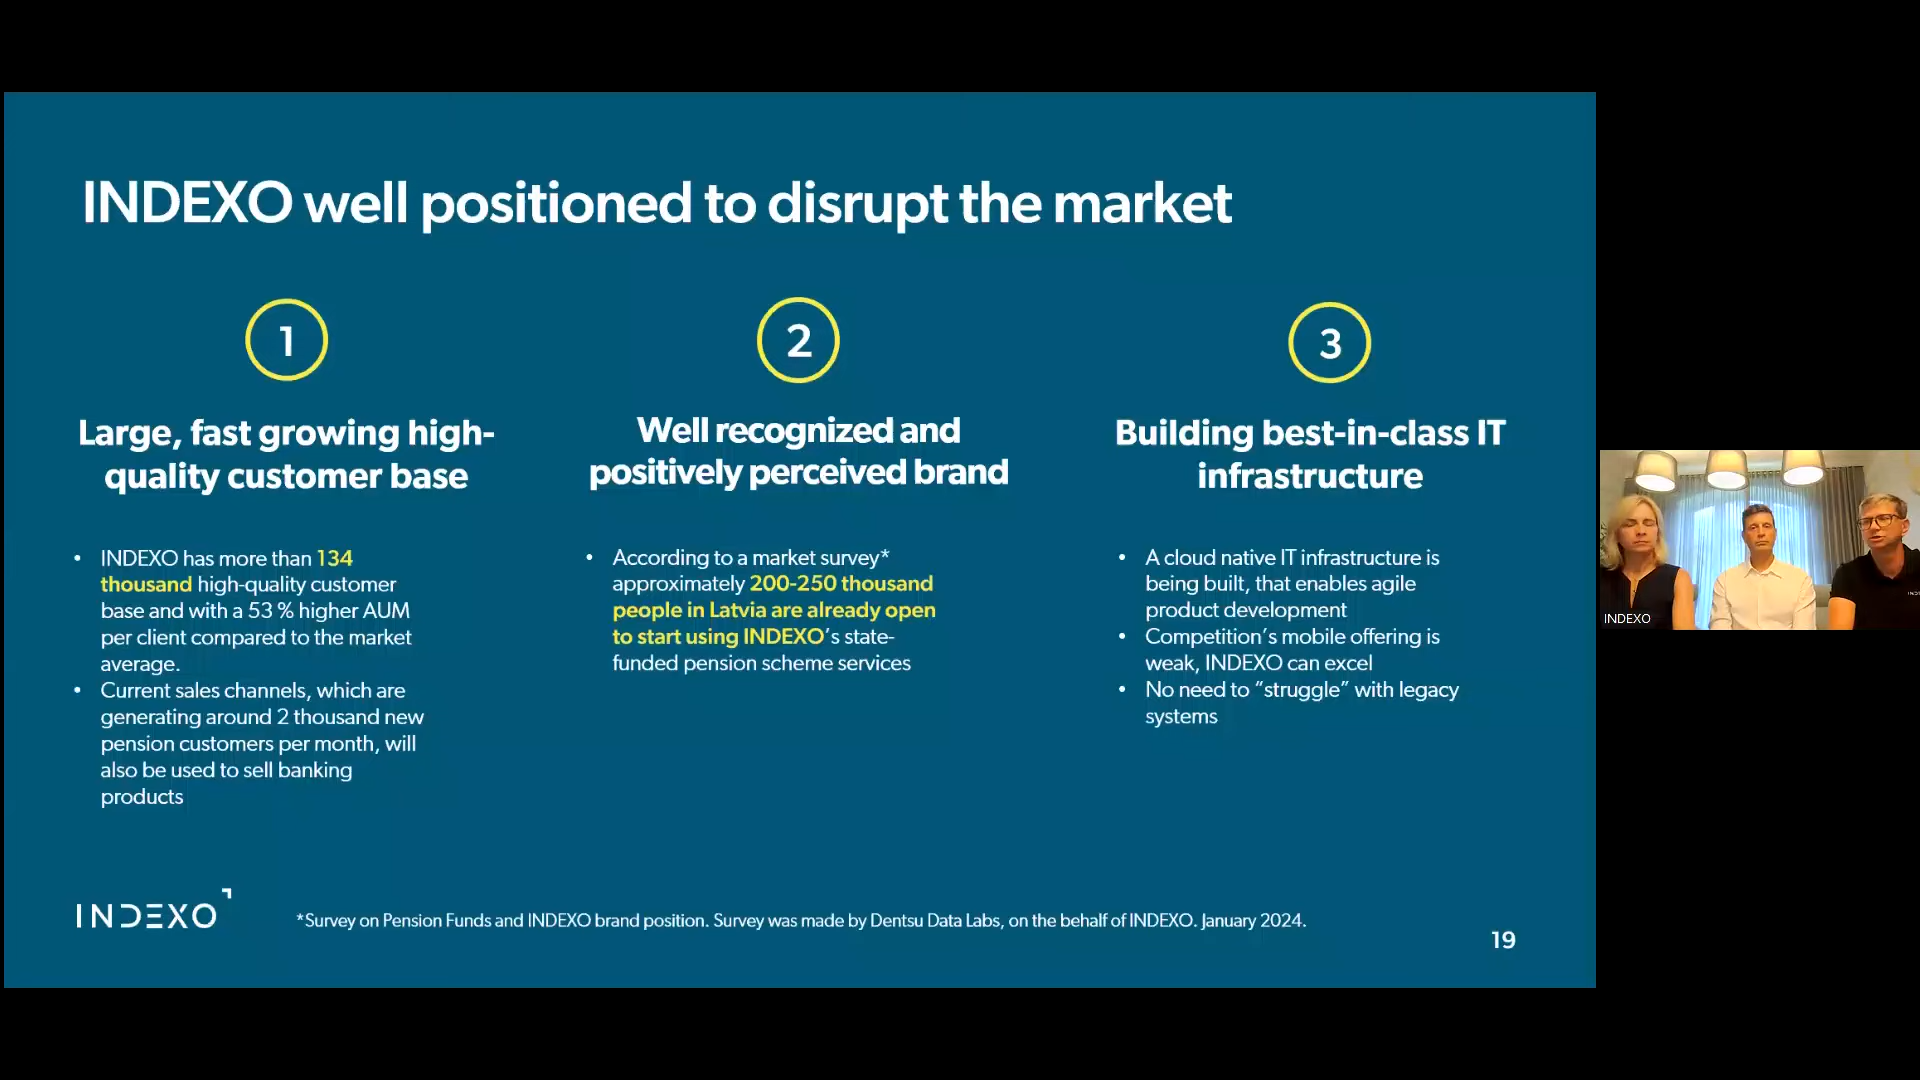 INDEXO well positioned to disrupt the market
1
Large, fast growing high-
quality customer base
• INDEXO has more than 134
thousand high-quality customer
base and with a 53 % higher AUM
per client compared to the market
average.
• Current sales channels, which are
generating around 2 thousand new
pension customers per month, will
also be used to sell banking
products
2
Well recognized and
positively perceived brand
• According to a market survey*
approximately 200-250 thousand
people in Latvia are already open
to start using INDEXO's state-
funded pension scheme services
3
Building best-in-class IT
infrastructure
• A cloud native IT infrastructure is
being built, that enables agile
product development
• Competition's mobile offering is
weak, INDEXO can excel
• No need to “struggle” with legacy
systems
INDEXO
*Survey on Pension Funds and INDEXO brand position. Survey was made by Dentsu Data Labs, on the behalf of INDEXO. January 2024.
19
INDEXO